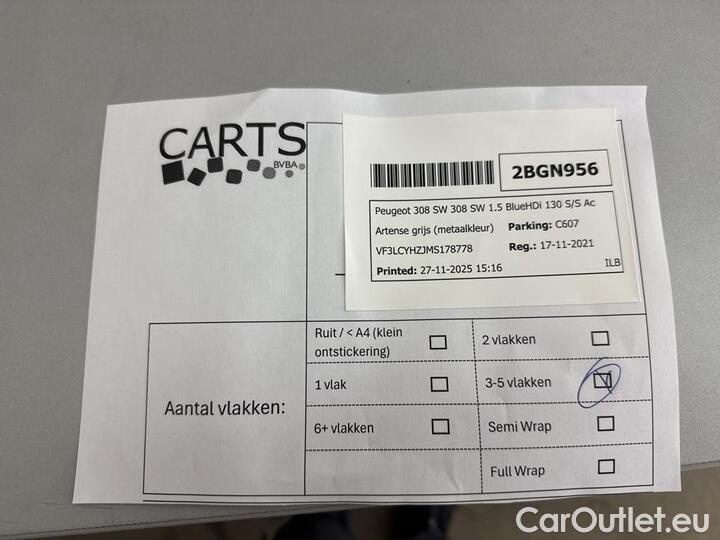 CARTS
BVBA
2BGN956
Peugeot 308 SW 308 SW 1.5 BlueHDi 130 S/S Ac
Artense grijs (metaalkleur) Parking: C607
VF3LCYHZJMS178778 Reg.: 17-11-2021
Printed: 27-11-2025 15:16 ILB
Aantal vlakken:
Ruit / < A4 (klein
ontstickering)
2 vlakken
1 vlak
3-5 vlakken
6+ vlakken
Semi Wrap
Full Wrap
CarOutlet.eu